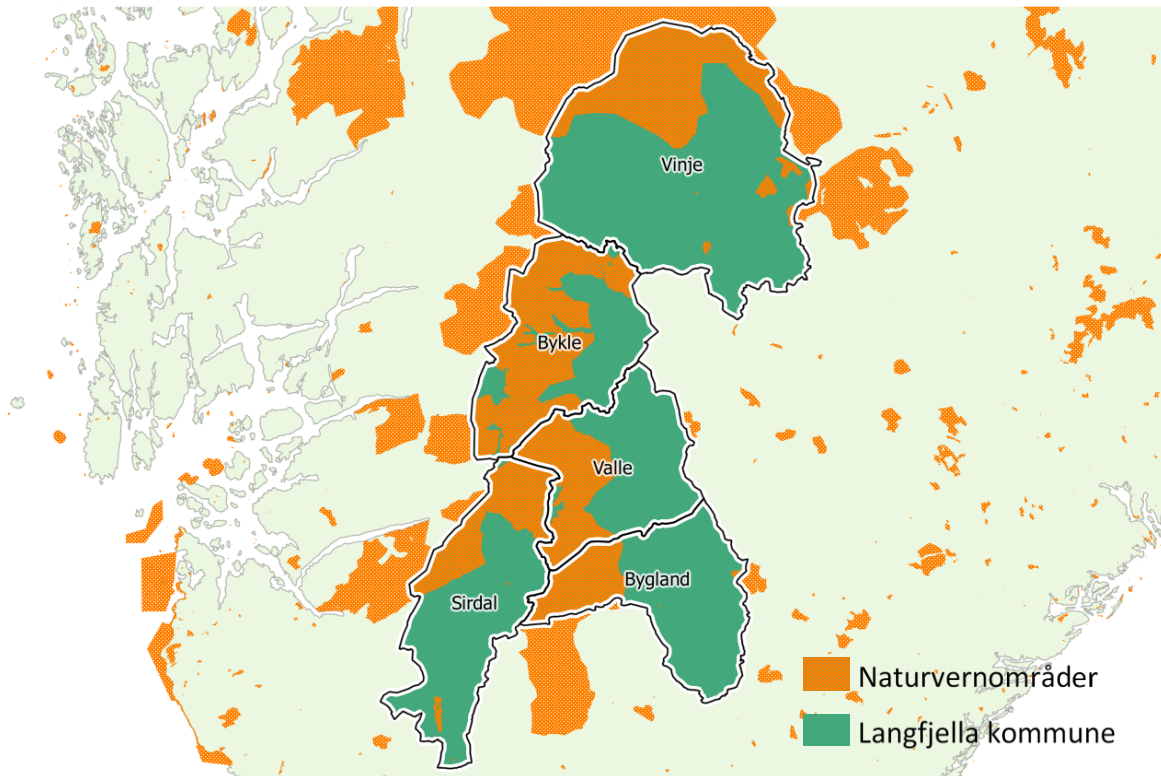 Vinje
Bykle
Valle
Bygland
Sirdal
Naturvernområder
Langfjella kommune